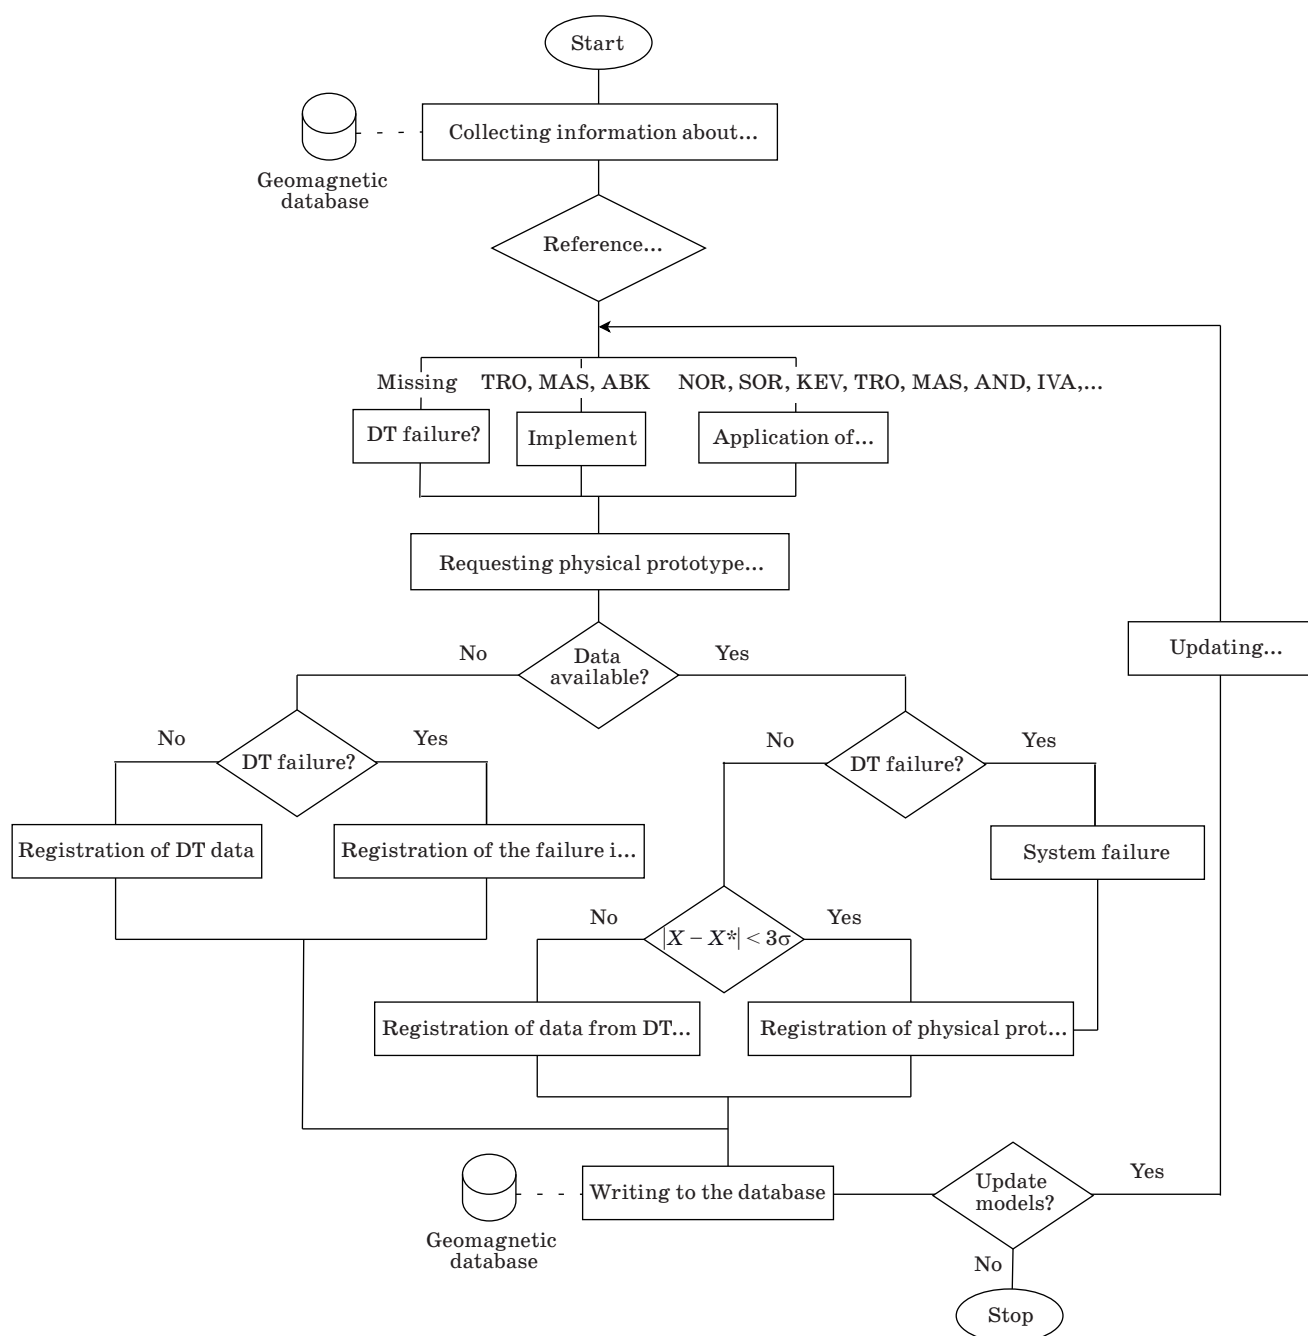 Start
Collecting information about...
Geomagnetic
database
Reference...
Missing
TRO, MAS, ABK
NOR, SOR, KEV, TRO, MAS, AND, IVA,...
DT failure?
Implement
Application of...
Requesting physical prototype...
No
Data
available?
Yes
Updating...
No
DT failure?
Yes
No
DT failure?
Yes
Registration of DT data
Registration of the failure i...
System failure
No
|X – X*| < 3σ
Yes
Registration of data from DT...
Registration of physical prot...
Geomagnetic
database
Writing to the database
Update
models?
Yes
No
Stop